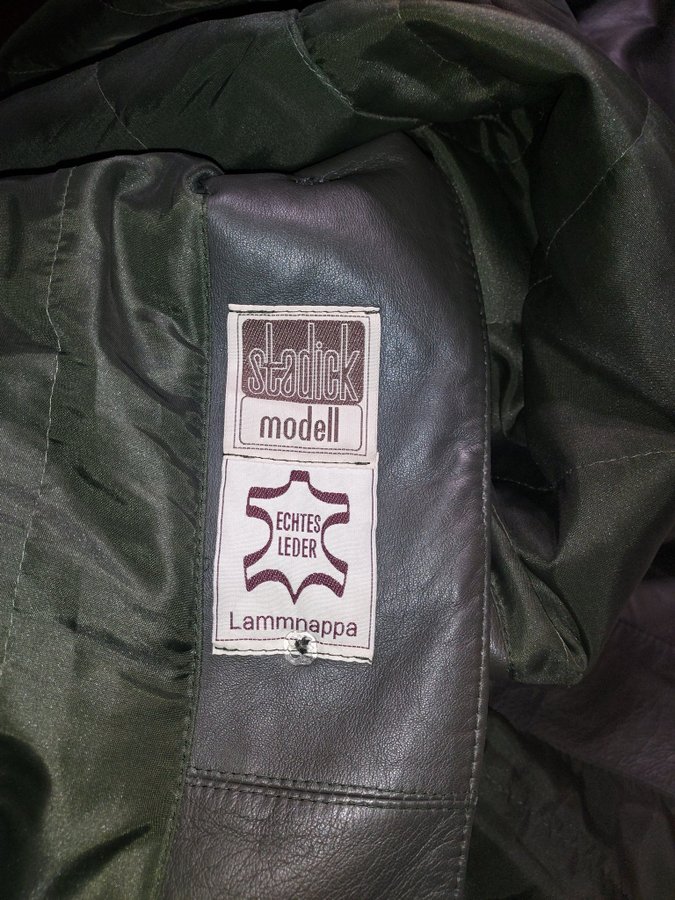 stadick
modell
ECHTES
LEDER
Lammnappa